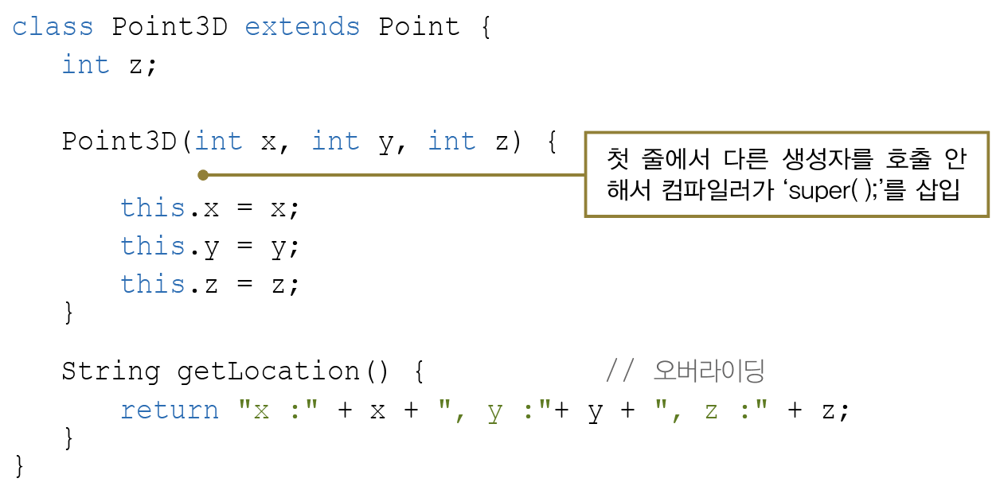 class Point3D extends Point {
int z;
Point3D(int x, int y, int z) {
첫 줄에서 다른 생성자를 호출 안
해서 컴파일러가 ‘super( );’를 삽입
this.x = x;
this.y = y;
this.z = z;
}
String getLocation() { // 오버라이딩
return "x :" + x + ", y :"+ y + ", z :" + z;
}
}